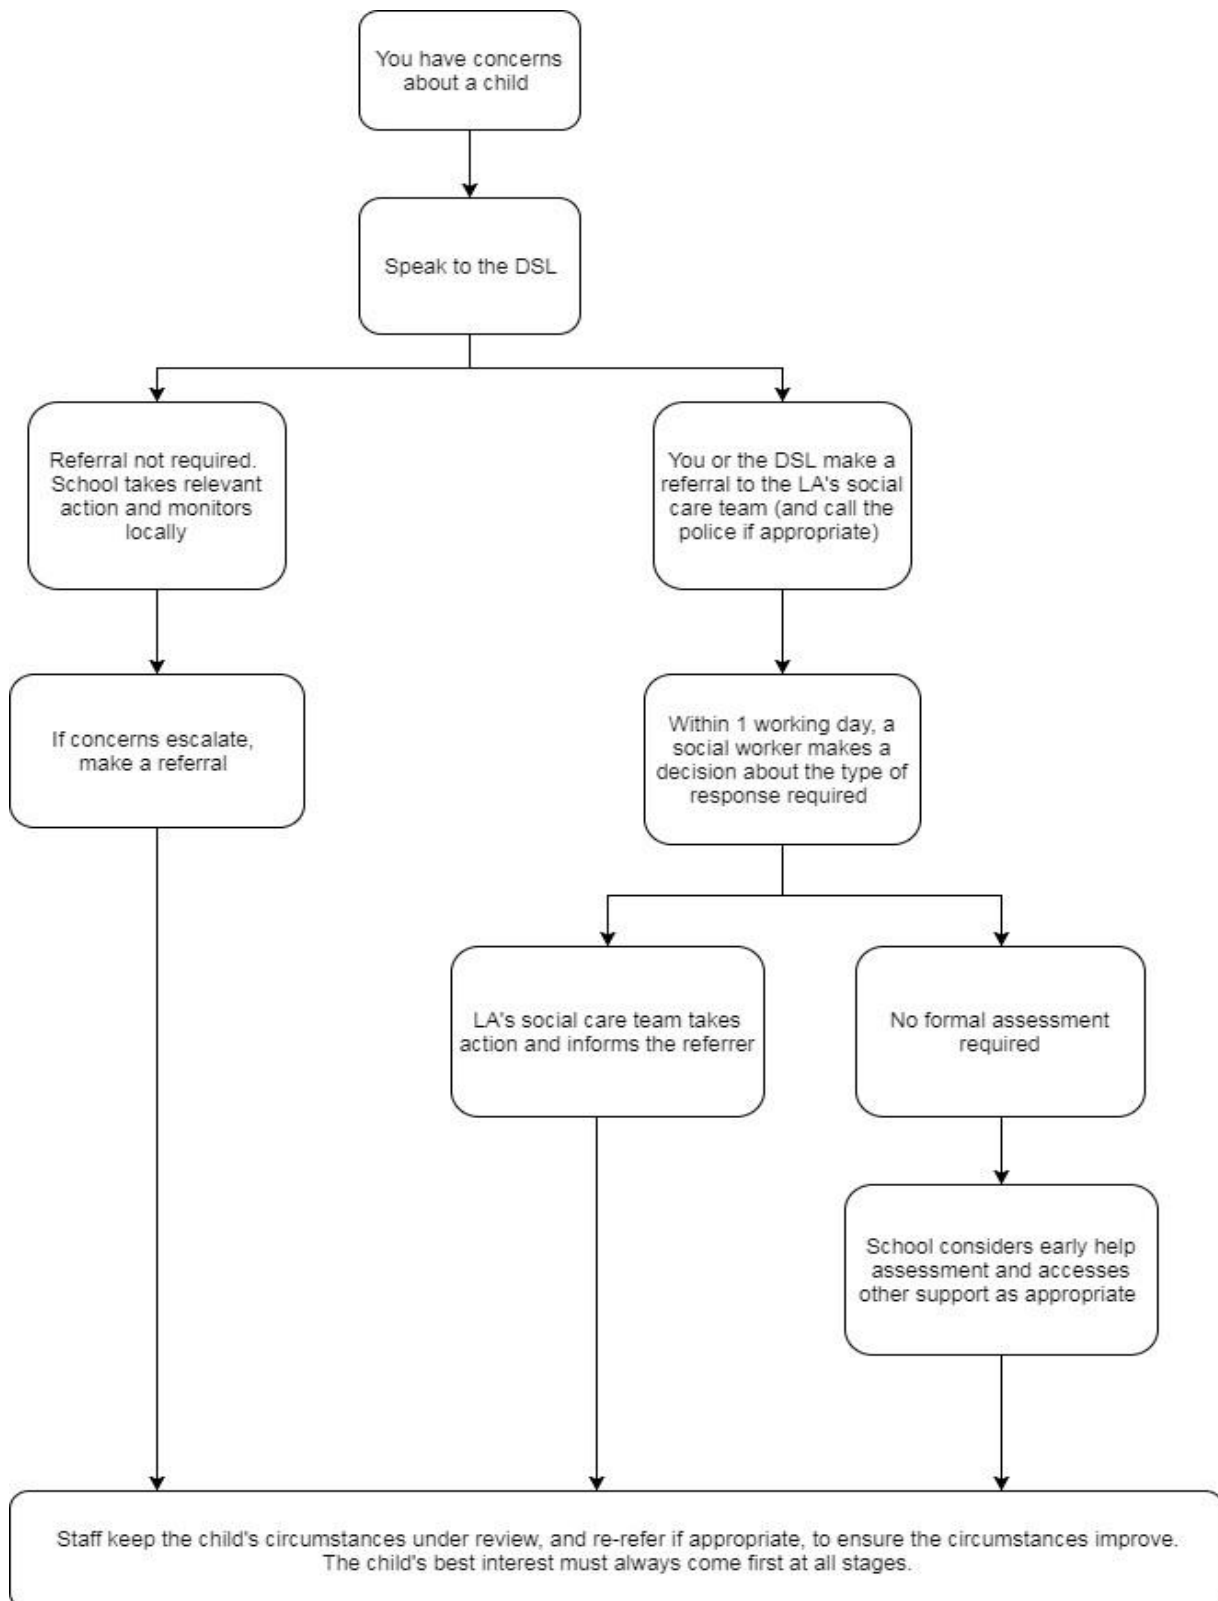 You have concerns
about a child
Speak to the DSL
Referral not required.
School takes relevant
action and monitors
locally
You or the DSL make a
referral to the LA's social
care team (and call the
police if appropriate)
If concerns escalate,
make a referral
Within 1 working day, a
social worker makes a
decision about the type of
response required
LA's social care team takes
action and informs the referrer
No formal assessment
required
School considers early help
assessment and accesses
other support as appropriate
Staff keep the child's circumstances under review, and re-refer if appropriate, to ensure the circumstances improve.
The child's best interest must always come first at all stages.